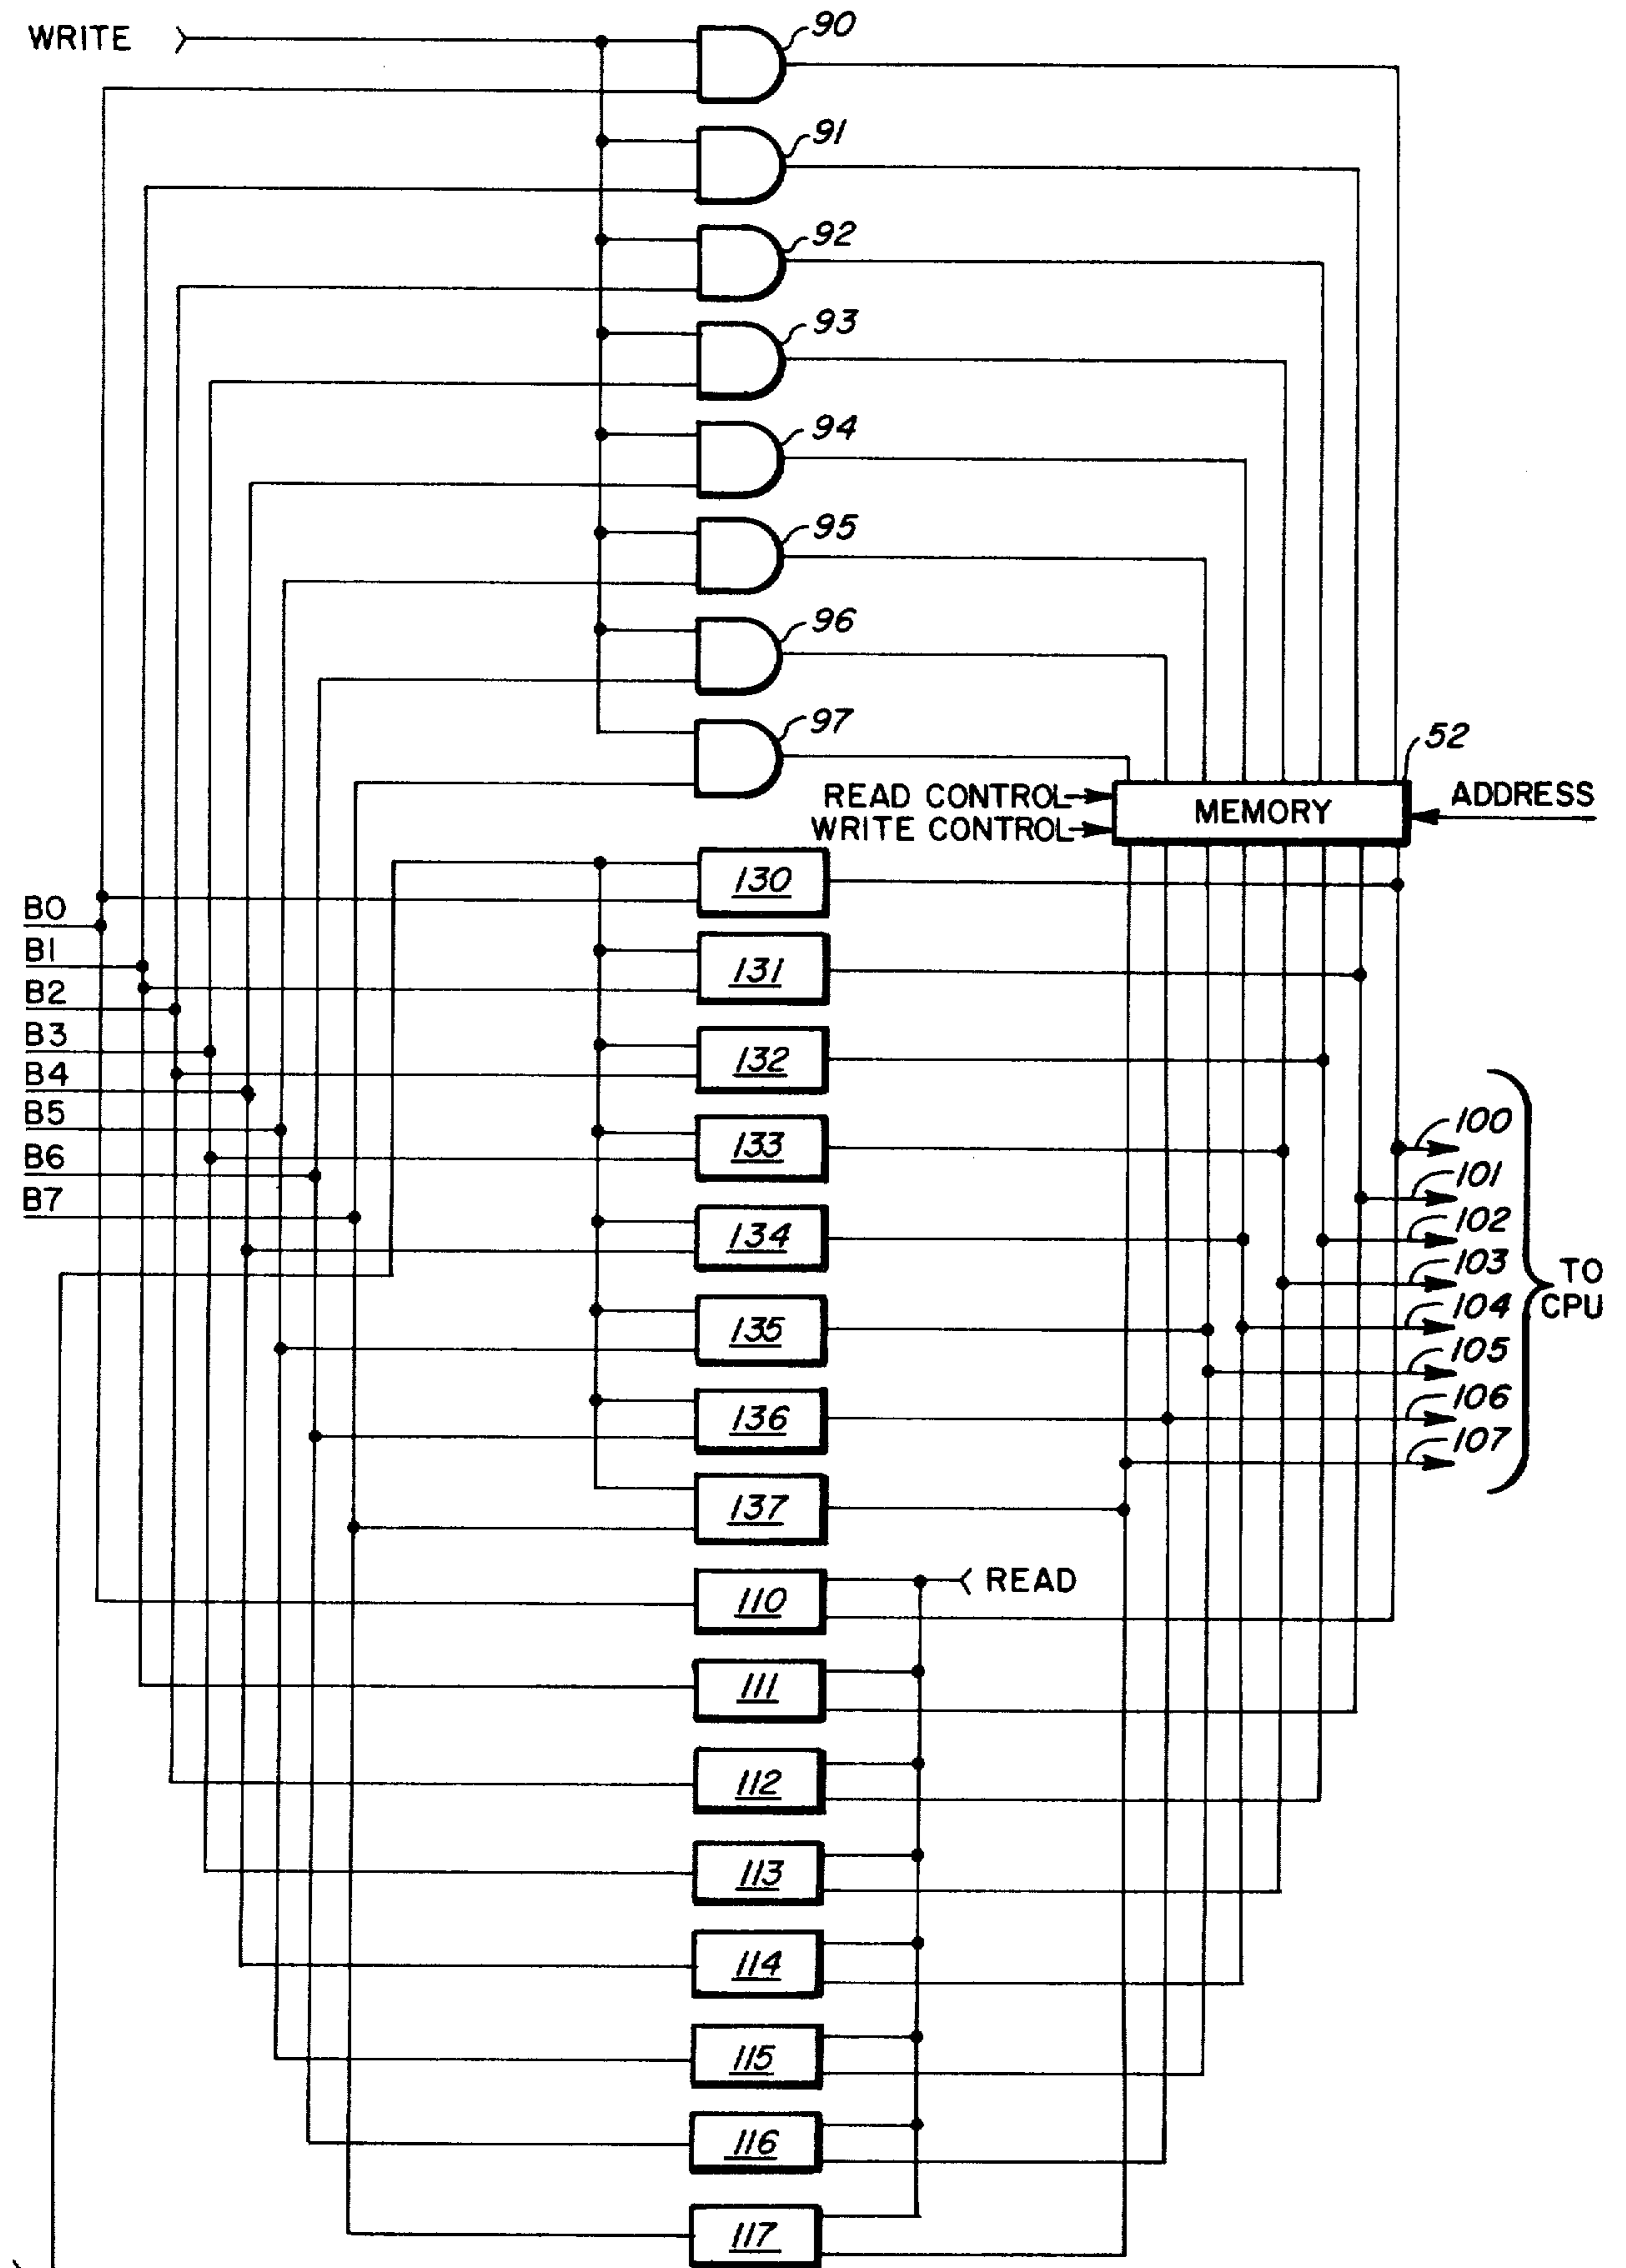 WRITE
90
91
92
93
94
95
96
97
52
READ CONTROL
WRITE CONTROL
MEMORY
ADDRESS
130
B0
B1
131
B2
B3
132
B4
B5
133
100
B6
101
B7
102
134
103
TO
CPU
104
135
105
106
136
107
137
READ
110
111
112
113
114
115
116
117